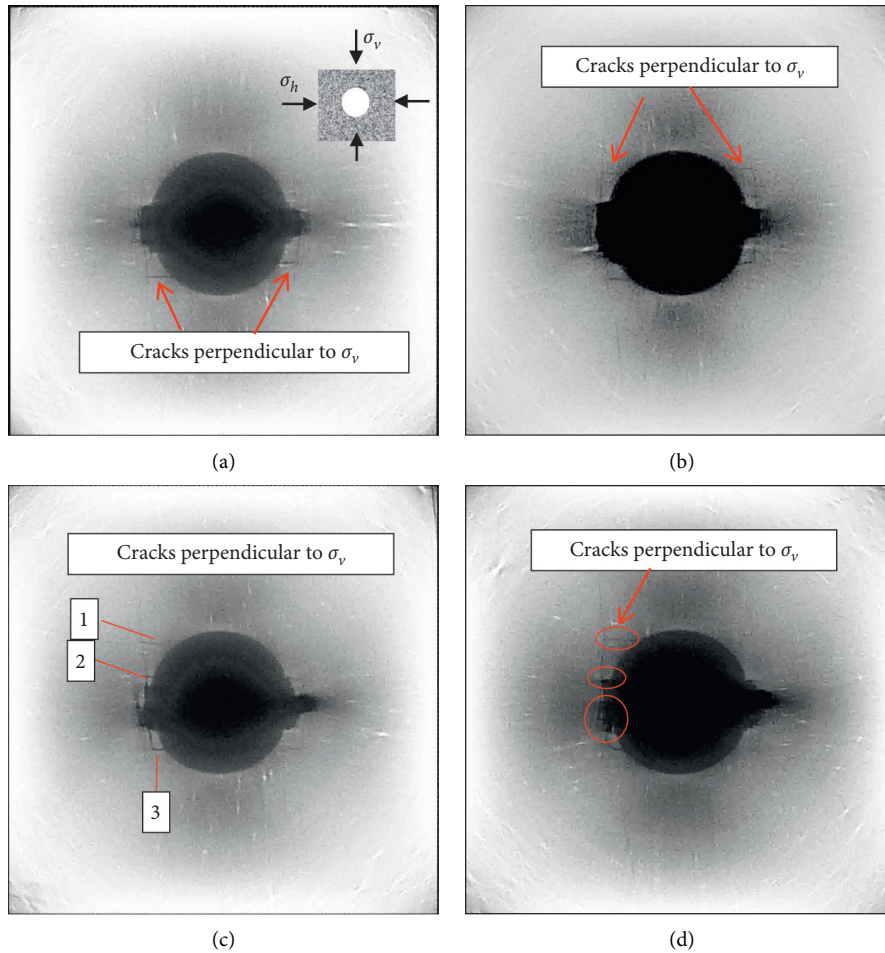 σv
σh
Cracks perpendicular to σv
Cracks perpendicular to σv
(a)
(b)
Cracks perpendicular to σv
1
2
3
Cracks perpendicular to σv
(c)
(d)